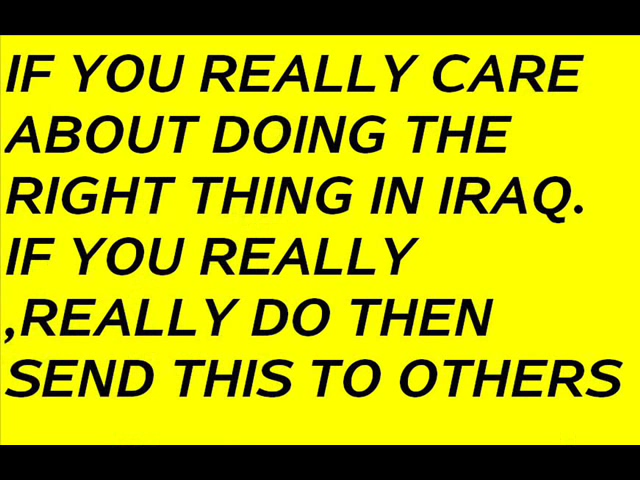 IF YOU REALLY CARE
ABOUT DOING THE
RIGHT THING IN IRAQ.
IF YOU REALLY
,REALLY DO THEN
SEND THIS TO OTHERS